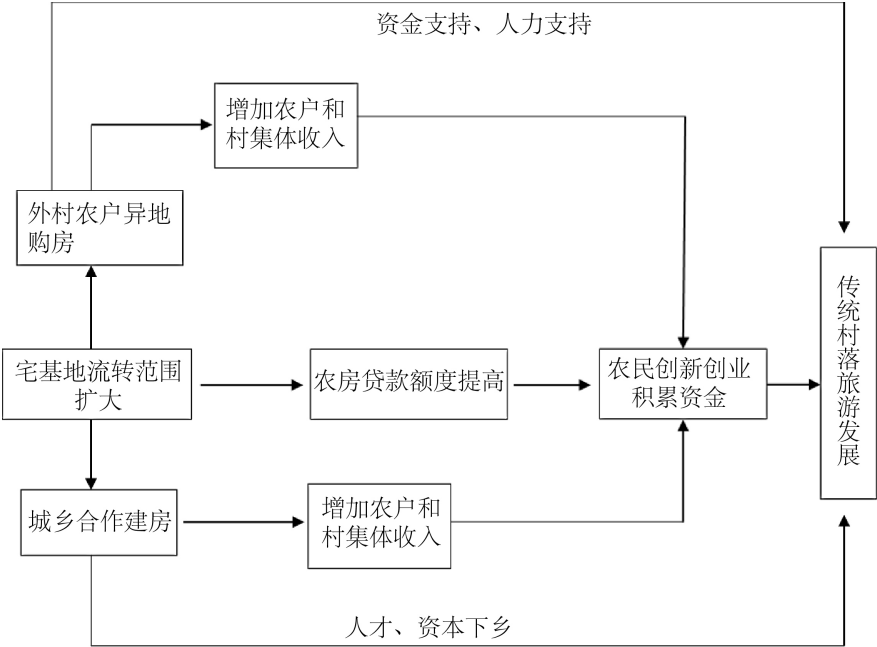 资金支持、人力支持
增加农户和
村集体收入
外村农户异地
购房
宅基地流转范围
扩大
农房贷款额度提高
农民创新创业
积累资金
传统村落旅游发展
城乡合作建房
增加农户和
村集体收入
人才、资本下乡